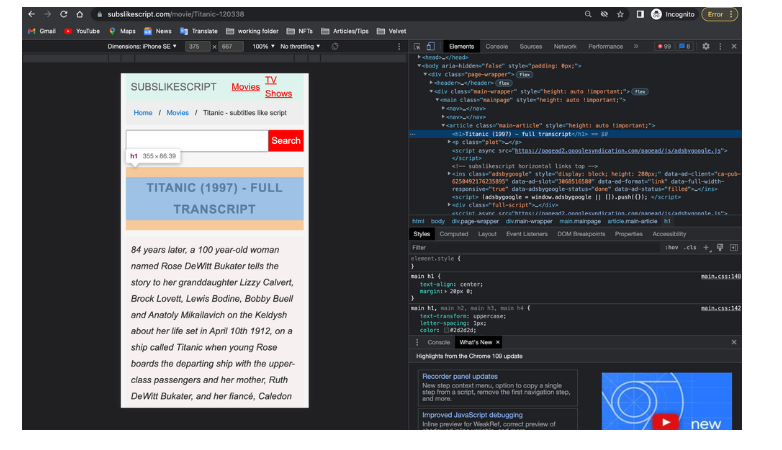 subslikescript.com/movie/Titanic-120338
Incognito
Error
Gmail
YouTube
Maps
News
Translate
working folder
NFTs
Articles/Tips
Velvet
Dimensions: iPhone SE ▼ 375 × 667 100% ▼ No throttling ▼
Elements Console Sources Network Performance » 99 8
SUBSLIKESCRIPT
Movies
TV
Shows
Home / Movies / Titanic - subtitles like script
Search
h1 355 × 66.39
TITANIC (1997) - FULL
TRANSCRIPT
84 years later, a 100 year-old woman
named Rose DeWitt Bukater tells the
story to her granddaughter Lizzy Calvert,
Brock Lovett, Lewis Bodine, Bobby Buell
and Anatoly Mikailavich on the Keldysh
about her life set in April 10th 1912, on a
ship called Titanic when young Rose
boards the departing ship with the upper-
class passengers and her mother, Ruth
DeWitt Bukater, and her fiancé, Caledon
▶<head>…</head>
▼<body aria-hidden="false" style="padding: 0px;">
▼<div class="page-wrapper"> flex
▶<header>…</header>
▼<div class="main-wrapper" style="height: auto !important;"> flex
▼<main class="mainpage" style="height: auto !important;">
▶<nav>…</nav>
▶<nav>…</nav>
▼<article class="main-article" style="height: auto !important;">
<h1>Titanic (1997) - full transcript</h1> == $0
▶<p class="plot">…</p>
<script async src="https://pagead2.googlesyndication.com/pagead/js/adsbygoogle.js">
</script>
<!-- subslikescript horizontal links top -->
▶<ins class="adsbygoogle" style="display: block; height: 280px;" data-ad-client="ca-pub-
6250492176235895" data-ad-slot="3060516580" data-ad-format="link" data-full-width-
responsive="true" data-adsbygoogle-status="done" data-ad-status="filled">…</ins>
<script> (adsbygoogle = window.adsbygoogle || []).push({}); </script>
▶<div class="full-script">…</div>
html body div.page-wrapper div.main-wrapper main.mainpage article.main-article h1
Styles Computed Layout Event Listeners DOM Breakpoints Properties Accessibility
Filter :hov .cls +
element.style {
}
main h1 { main.css:148
text-align: center;
margin: ▶ 20px 0;
}
main h1, main h2, main h3, main h4 { main.css:142
text-transform: uppercase;
letter-spacing: 1px;
color: #2d2d2d;
Console What's New × ×
Highlights from the Chrome 100 update
Recorder panel updates
New step context menu, option to copy a single
step from a script, remove the first navigation step,
and more.
Improved JavaScript debugging
Inline preview for WeakRef, correct preview of
new